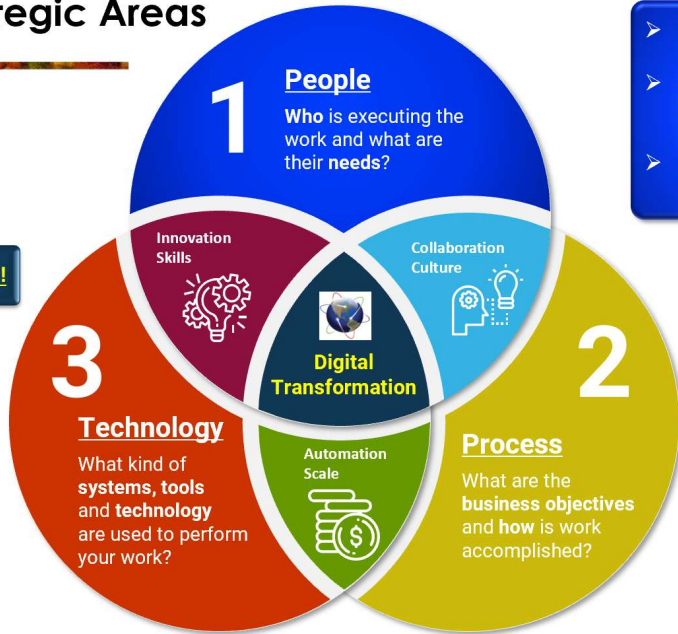 tegic Areas
1
People
Who is executing the
work and what are
their needs?
Innovation
Skills
Collaboration
Culture
!
Digital
Transformation
3
Technology
What kind of
systems, tools
and technology
are used to perform
your work?
2
Process
What are the
business objectives
and how is work
accomplished?
Automation
Scale
$